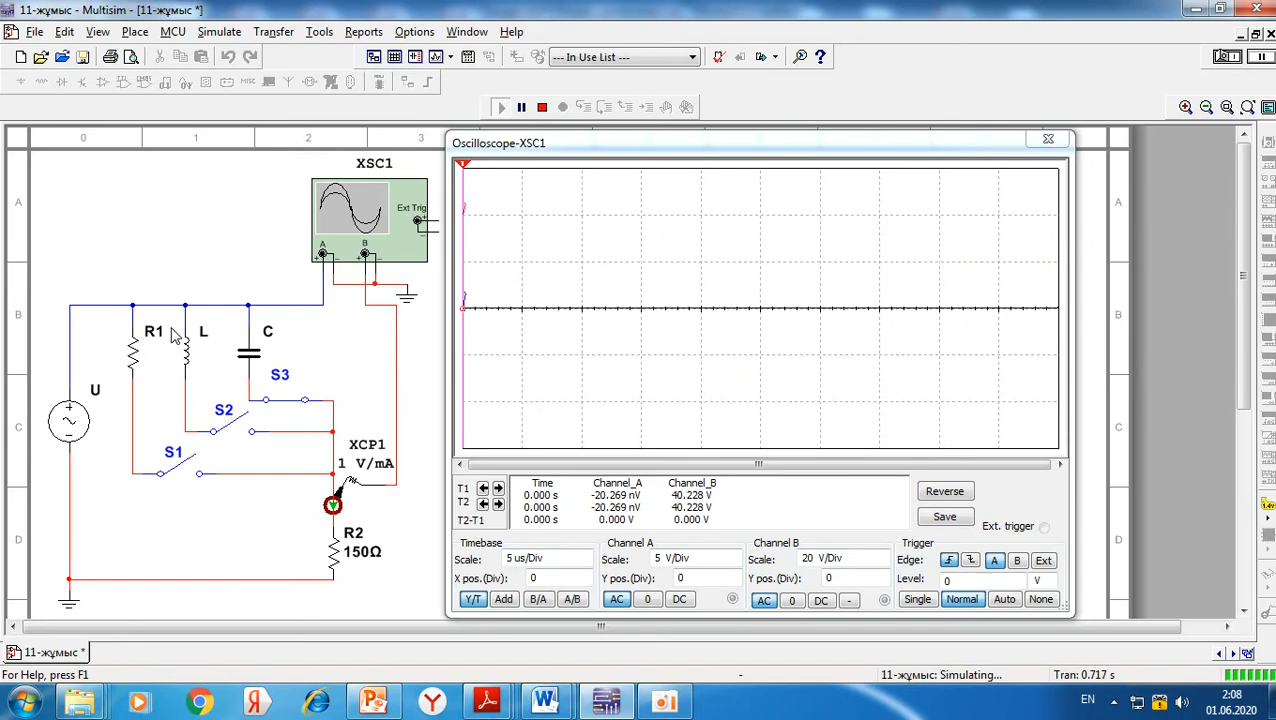 11-жұмыс - Multisim - [11-жұмыс *]
File Edit View Place MCU Simulate Transfer Tools Reports Options Window Help
--- In Use List ---
0 1 2 3
A
B
C
D
A
B
C
D
XSC1
Ext Trig
A B
R1 L C
S3
U
S2
S1
XCP1
1 V/mA
R2
150Ω
Oscilloscope-XSC1
Time Channel_A Channel_B
T1 0.000 s -20.269 nV 40.228 V
T2 0.000 s -20.269 nV 40.228 V
T2-T1 0.000 s 0.000 V 0.000 V
Reverse
Save
Ext. trigger
Timebase Channel A Channel B Trigger
Scale: 5 us/Div Scale: 5 V/Div Scale: 20 V/Div Edge: A B Ext
X pos.(Div): 0 Y pos.(Div): 0 Y pos.(Div): 0 Level: 0 V
Y/T Add B/A A/B AC 0 DC AC 0 DC - Single Normal Auto None
11-жұмыс *
For Help, press F1
-
11-жұмыс: Simulating...
Tran: 0.717 s
EN
2:08
01.06.2020